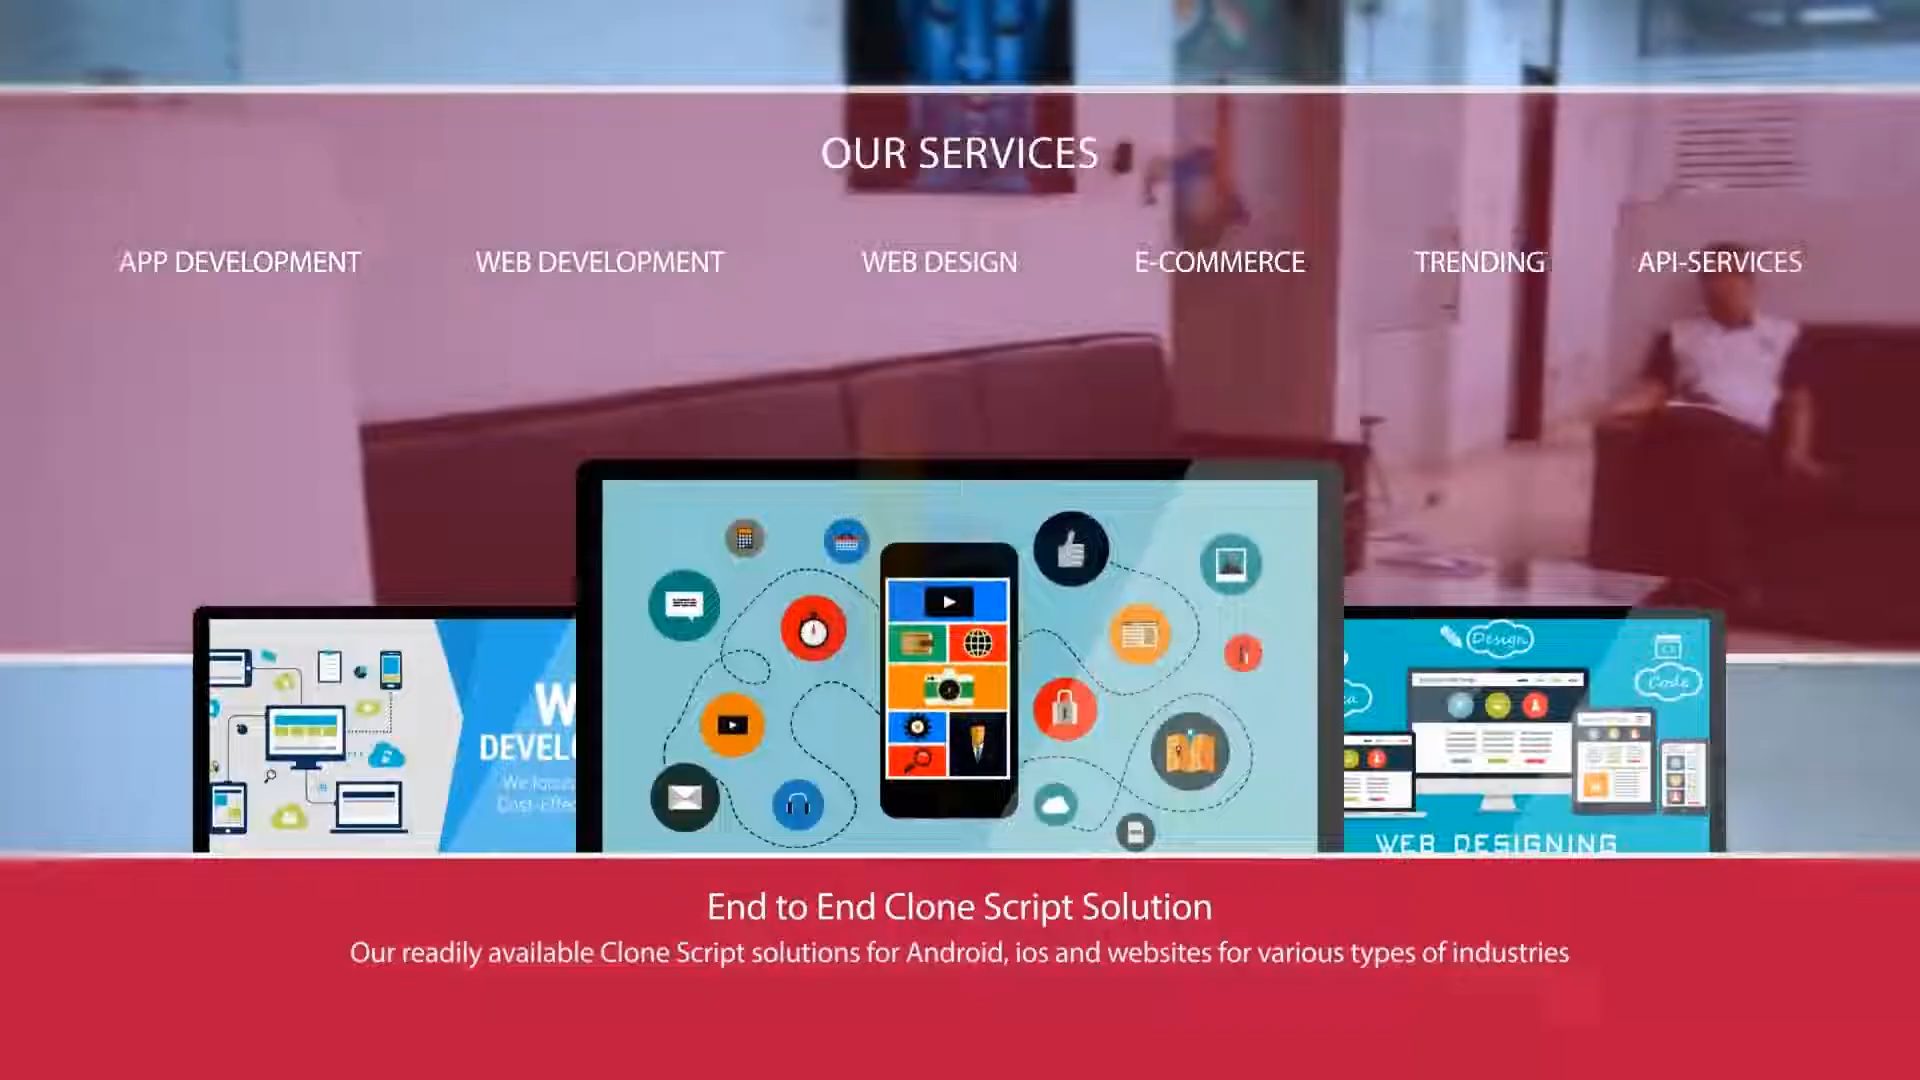 OUR SERVICES
APP DEVELOPMENT WEB DEVELOPMENT WEB DESIGN E-COMMERCE TRENDING API-SERVICES
Design
Code
WEB DESIGNING
End to End Clone Script Solution
Our readily available Clone Script solutions for Android, ios and websites for various types of industries